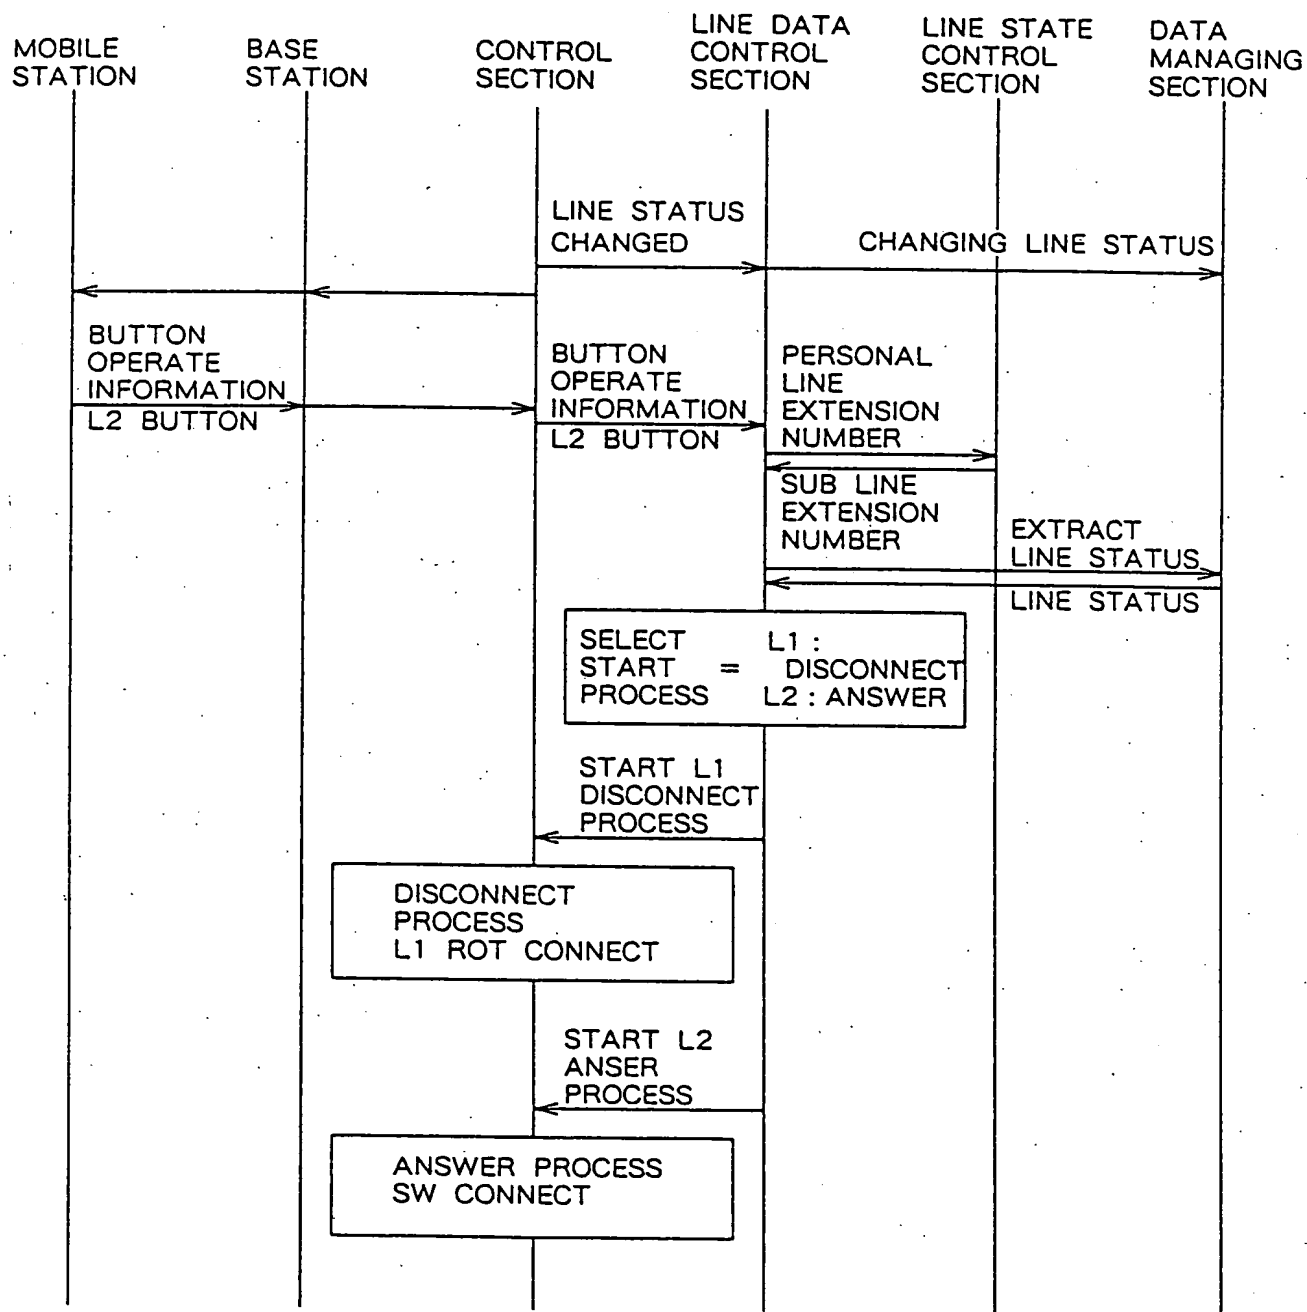 MOBILE
STATION
BASE
STATION
CONTROL
SECTION
LINE DATA
CONTROL
SECTION
LINE STATE
CONTROL
SECTION
DATA
MANAGING
SECTION
LINE STATUS
CHANGED
CHANGING LINE STATUS
BUTTON
OPERATE
INFORMATION
L2 BUTTON
BUTTON
OPERATE
INFORMATION
L2 BUTTON
PERSONAL
LINE
EXTENSION
NUMBER
SUB LINE
EXTENSION
NUMBER
EXTRACT
LINE STATUS
LINE STATUS
SELECT L1 :
START = DISCONNECT
PROCESS L2 : ANSWER
START L1
DISCONNECT
PROCESS
DISCONNECT
PROCESS
L1 ROT CONNECT
START L2
ANSER
PROCESS
ANSWER PROCESS
SW CONNECT